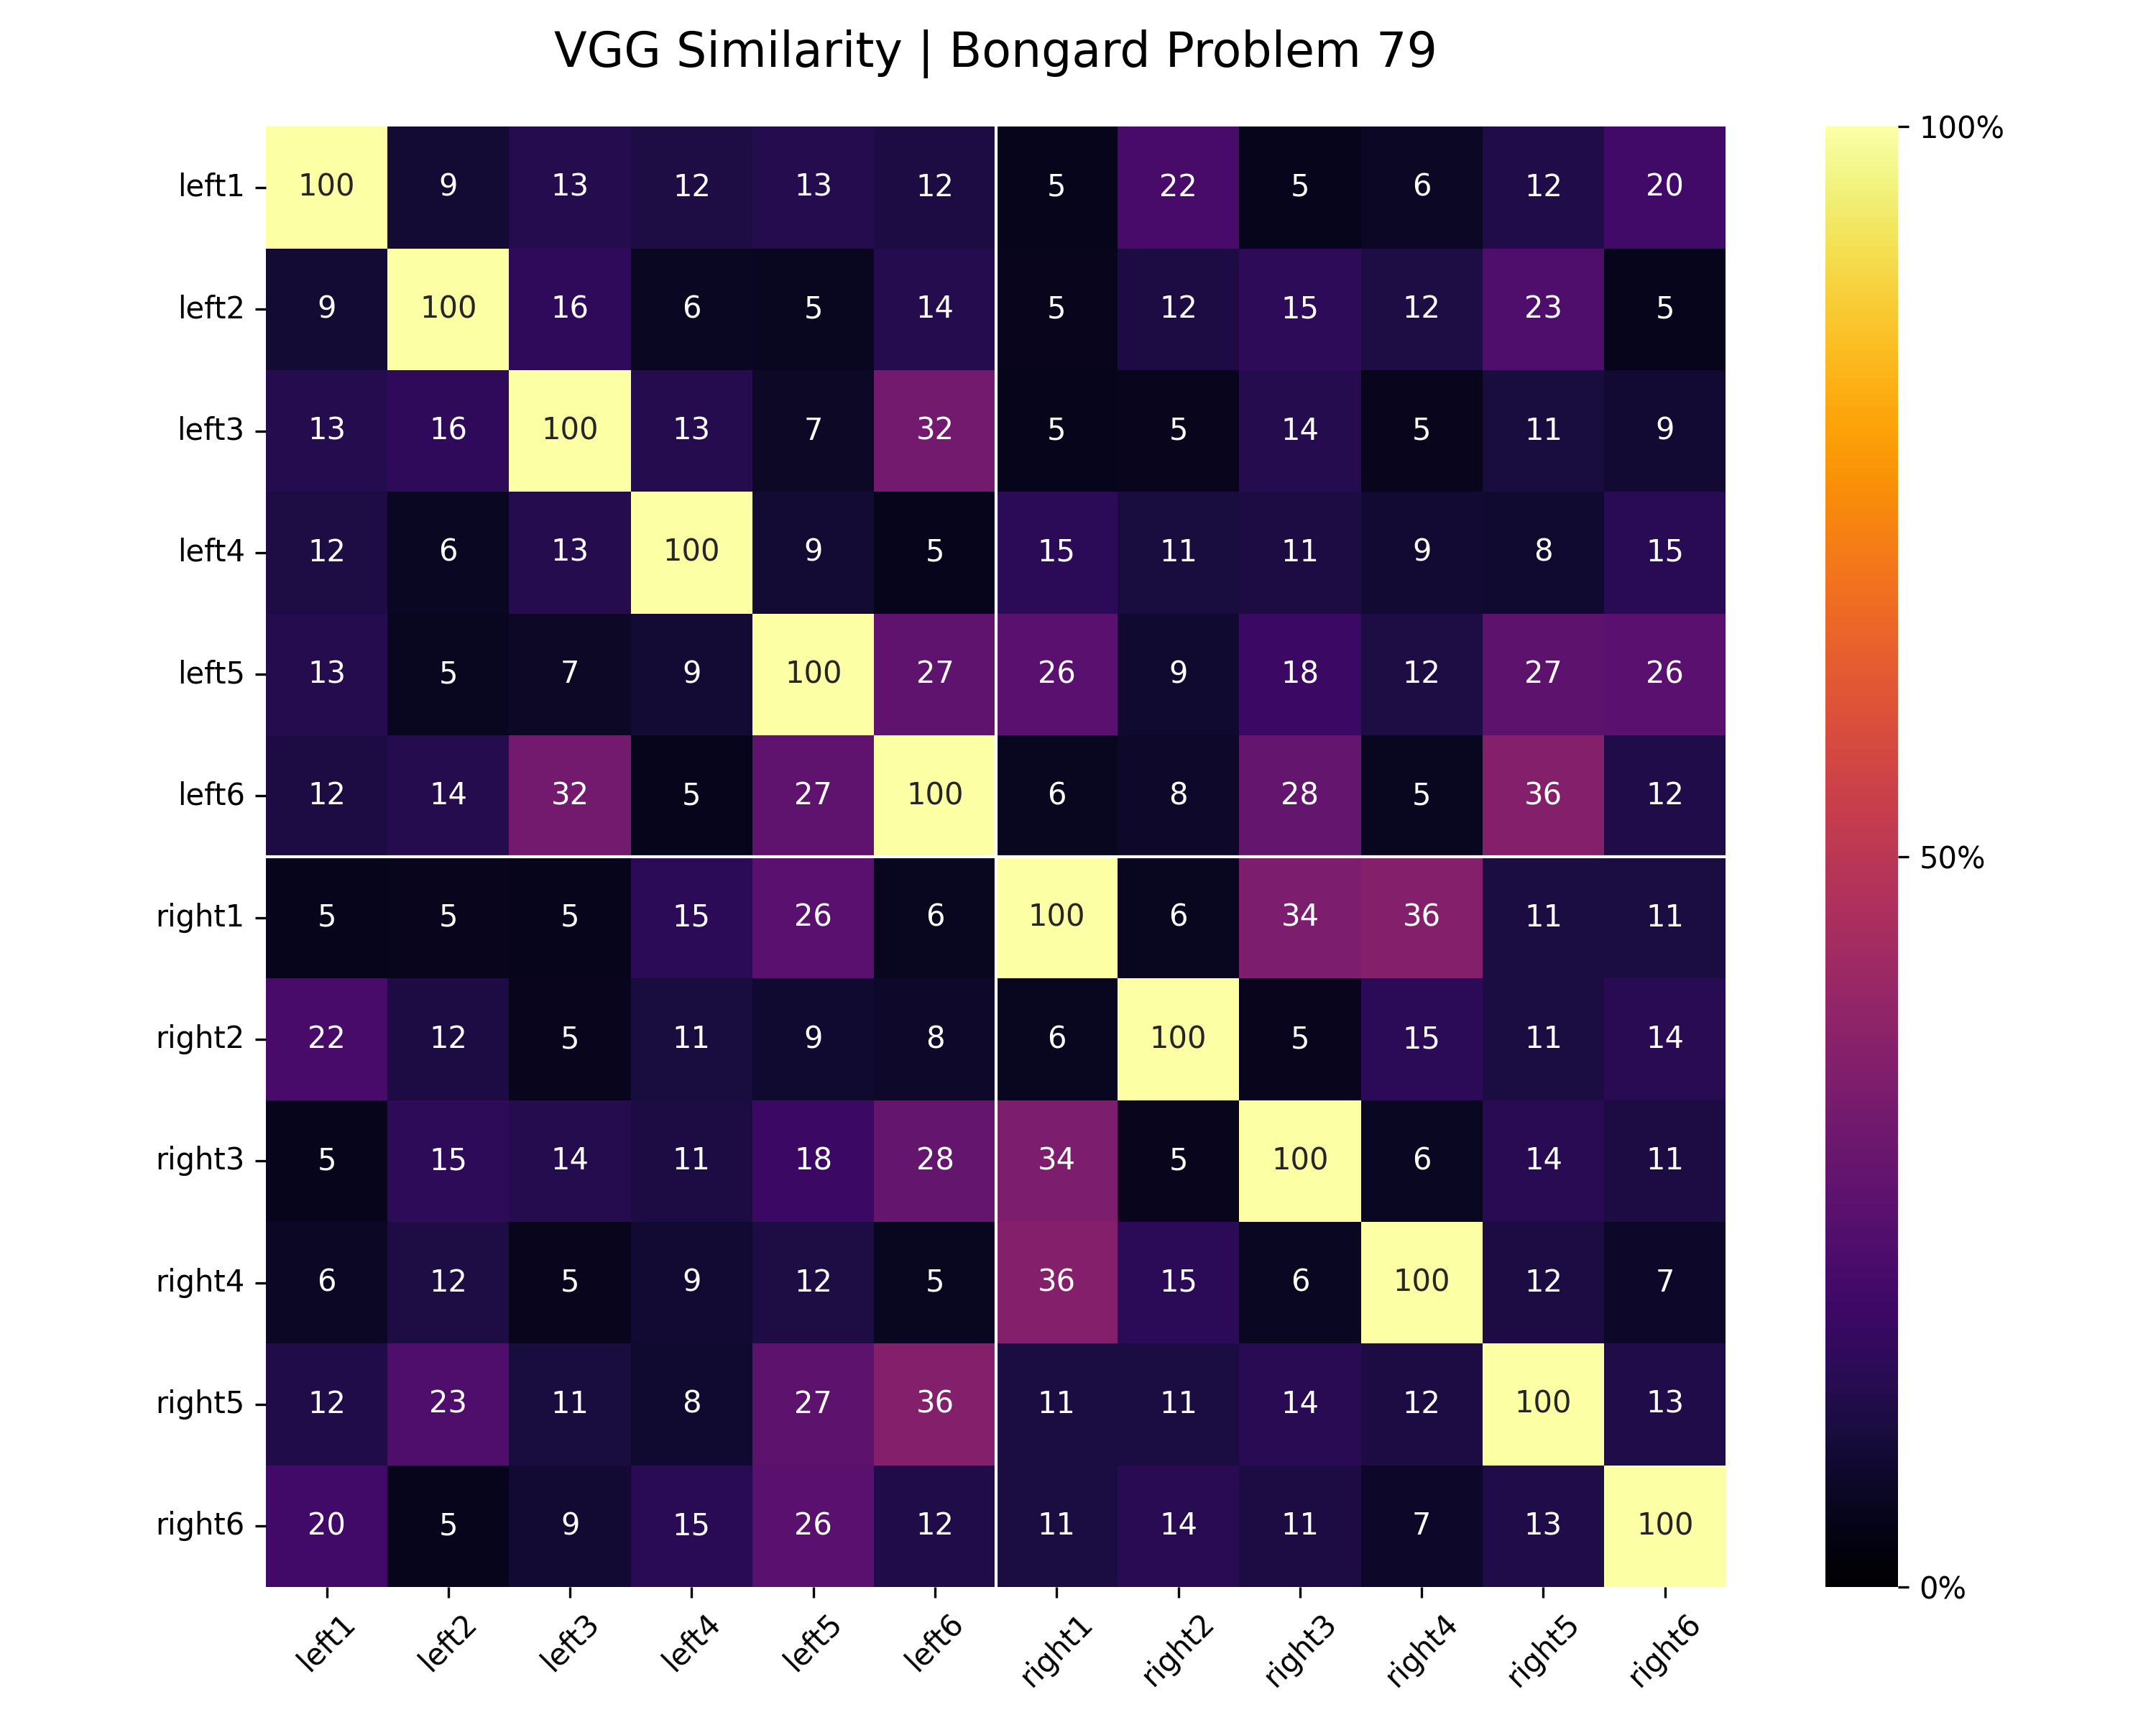 VGG Similarity | Bongard Problem 79
left1 100 9 13 12 13 12 5 22 5 6 12 20
left2 9 100 16 6 5 14 5 12 15 12 23 5
left3 13 16 100 13 7 32 5 5 14 5 11 9
left4 12 6 13 100 9 5 15 11 11 9 8 15
left5 13 5 7 9 100 27 26 9 18 12 27 26
left6 12 14 32 5 27 100 6 8 28 5 36 12
right1 5 5 5 15 26 6 100 6 34 36 11 11
right2 22 12 5 11 9 8 6 100 5 15 11 14
right3 5 15 14 11 18 28 34 5 100 6 14 11
right4 6 12 5 9 12 5 36 15 6 100 12 7
right5 12 23 11 8 27 36 11 11 14 12 100 13
right6 20 5 9 15 26 12 11 14 11 7 13 100
left1 left2 left3 left4 left5 left6 right1 right2 right3 right4 right5 right6
100%
50%
0%